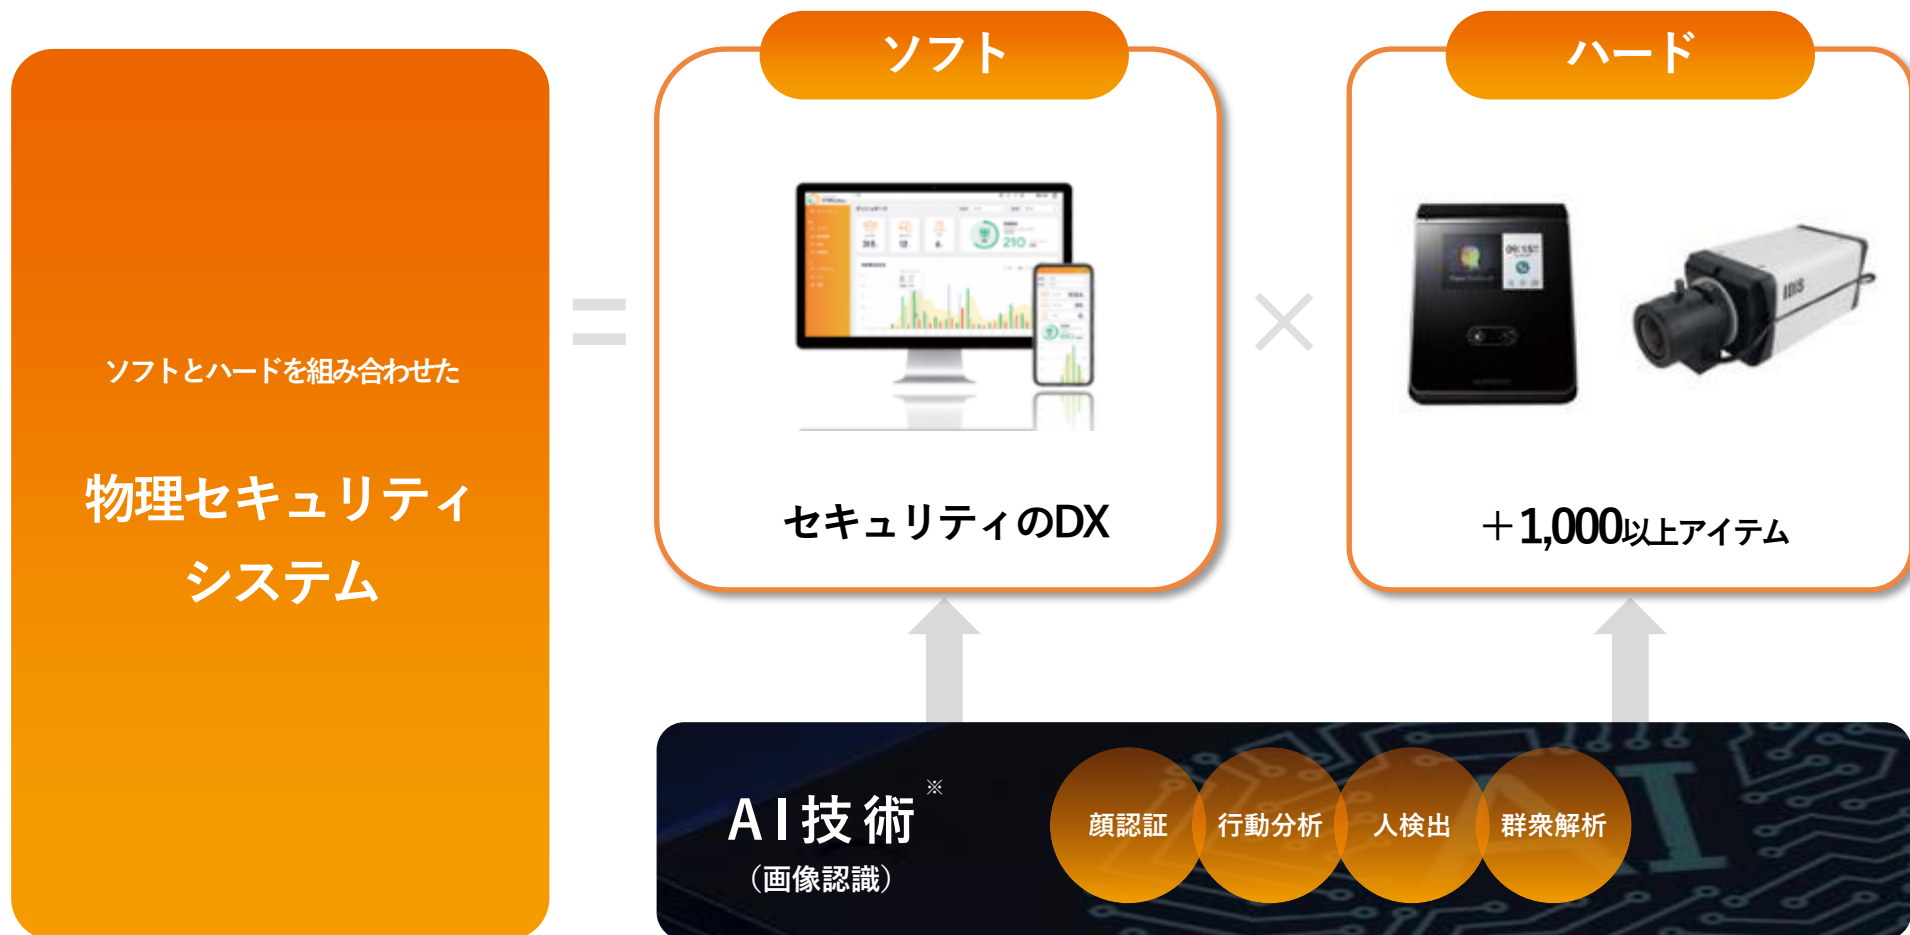 ソフトとハードを組み合わせた
物理セキュリティ
システム
=
ソフト
セキュリティのDX
×
ハード
IDIS
＋1,000以上アイテム
AI技術※
（画像認識）
顔認証
行動分析
人検出
群衆解析
AI